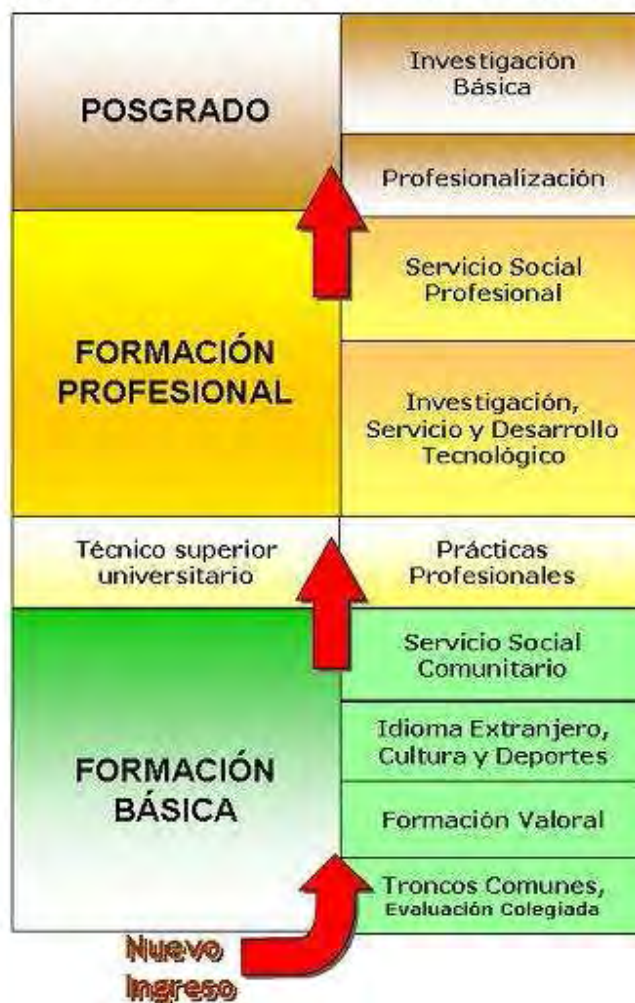 POSGRADO
Investigación
Básica
Profesionalización
FORMACIÓN
PROFESIONAL
Servicio Social
Profesional
Investigación,
Servicio y Desarrollo
Tecnológico
Técnico superior
universitario
Prácticas
Profesionales
FORMACIÓN
BÁSICA
Servicio Social
Comunitario
Idioma Extranjero,
Cultura y Deportes
Formación Valoral
Troncos Comunes,
Evaluación Colegiada
Nuevo
Ingreso